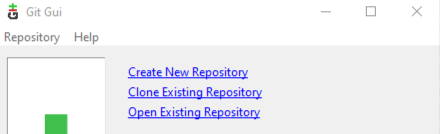 Git Gui
Repository Help
Create New Repository
Clone Existing Repository
Open Existing Repository